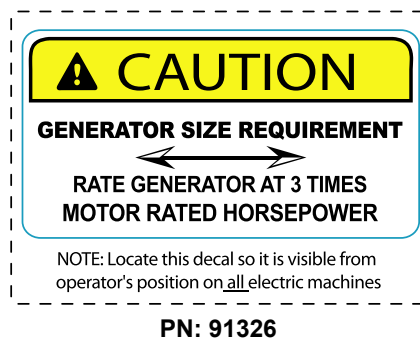 CAUTION
GENERATOR SIZE REQUIREMENT
RATE GENERATOR AT 3 TIMES
MOTOR RATED HORSEPOWER
NOTE: Locate this decal so it is visible from
operator's position on all electric machines
PN: 91326